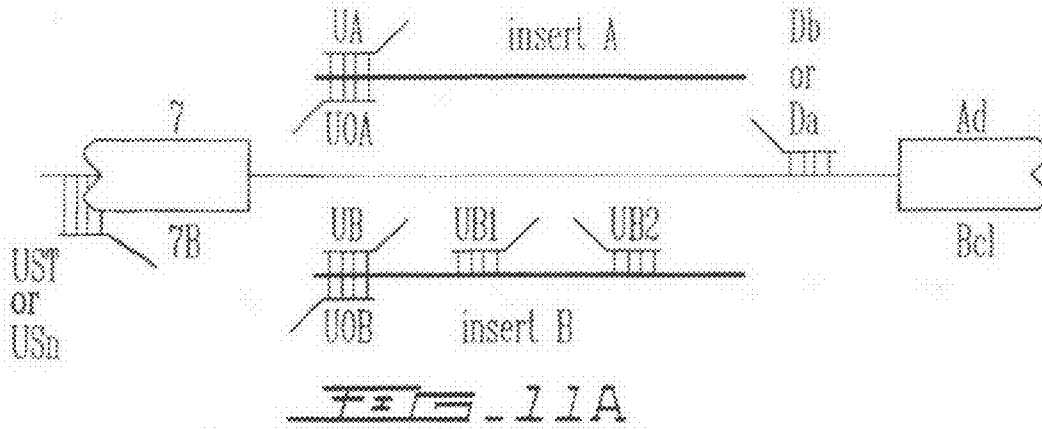 UA
insert A
Db
or
Da
7
UOA
Ad
7B
UB
UB1
UB2
Bcl
UST
or
USn
UOB
insert B
FIG-11A